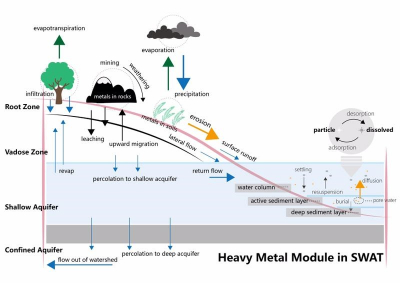 evapotranspiration
evaporation
mining
weathering
infiltration
metals in rocks
precipitation
Root Zone
metals in soils
erosion
desorption
particle
dissolved
adsorption
leaching
upward migration
lateral flow
surface runoff
Vadose Zone
revap
percolation to shallow acquifer
return flow
settling
resuspension
diffusion
water column
active sediment layer
burial
pore water
deep sediment layer
Shallow Aquifer
Confined Aquifer
percolation to deep acquifer
flow out of watershed
Heavy Metal Module in SWAT